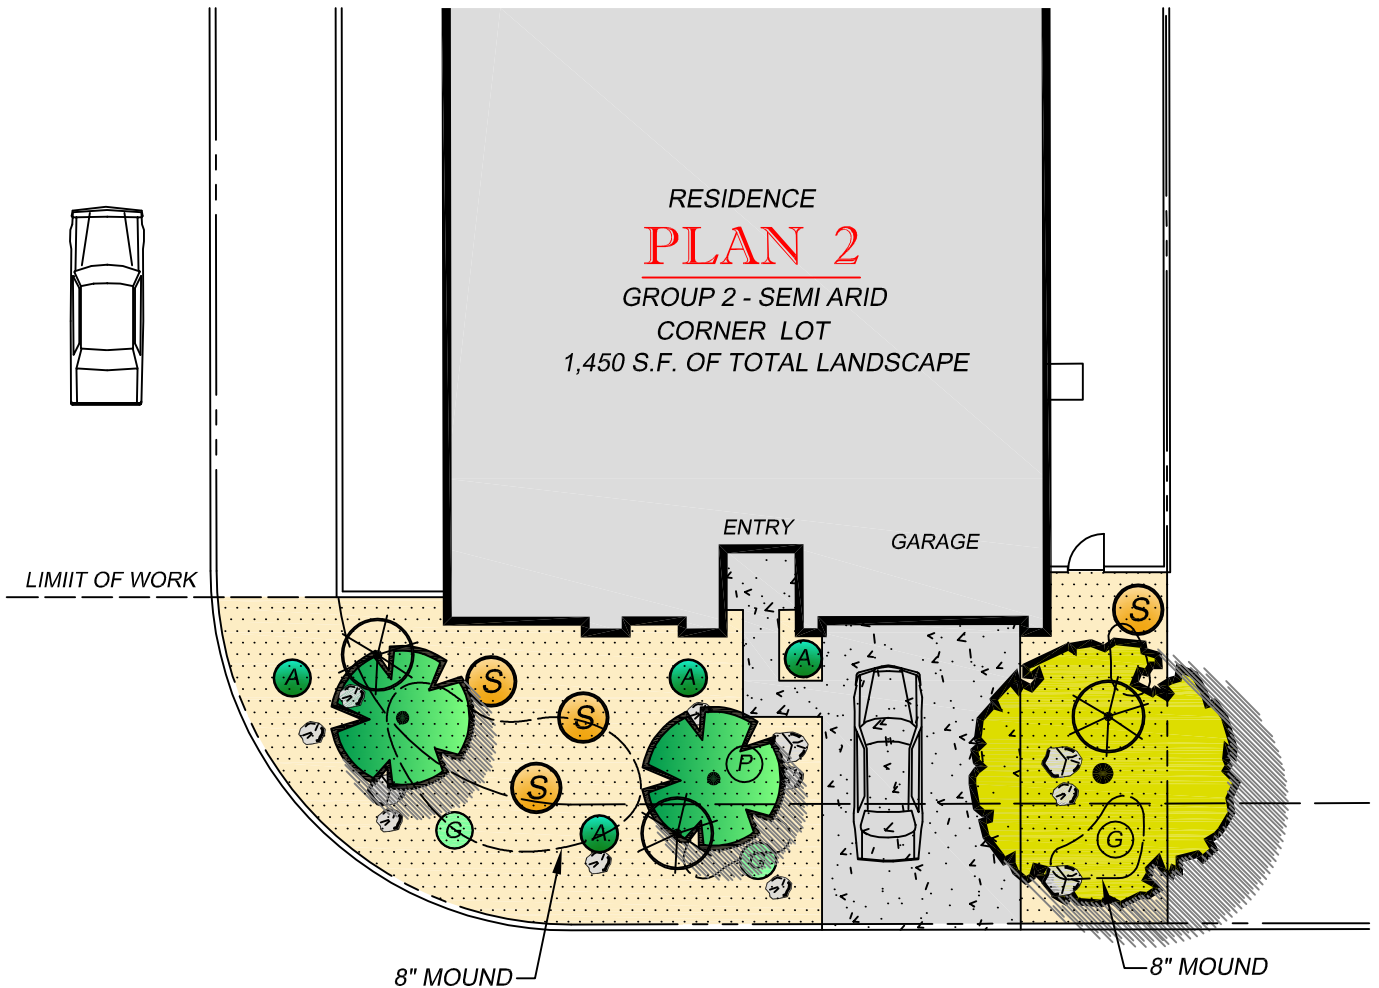 RESIDENCE
PLAN 2
GROUP 2 - SEMI ARID
CORNER LOT
1,450 S.F. OF TOTAL LANDSCAPE
ENTRY
GARAGE
LIMIIT OF WORK
S
A
A
S
A
S
P
S
G
A
G
G
8" MOUND
8" MOUND